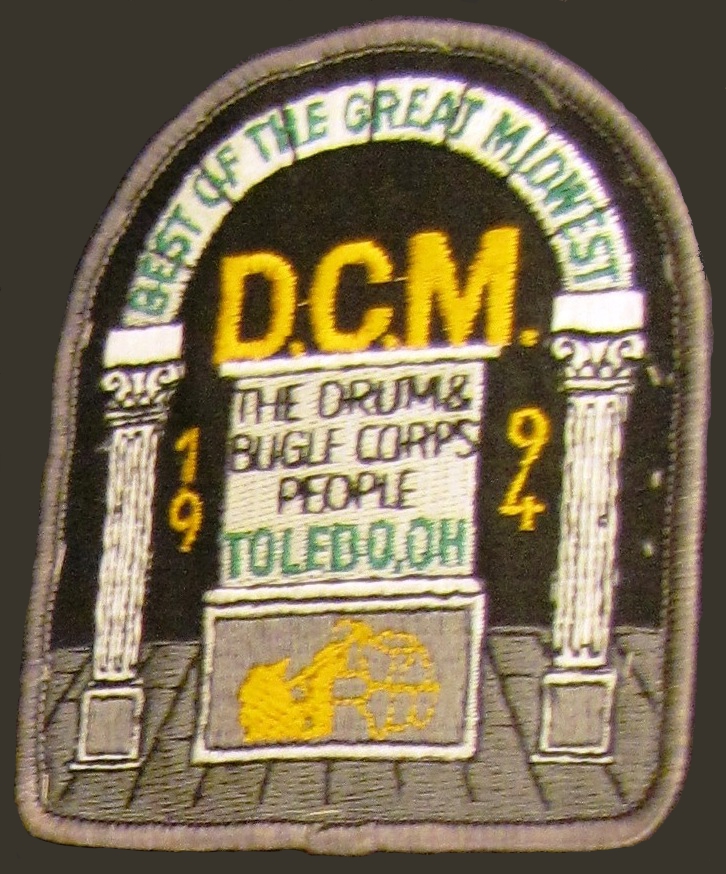 BEST OF THE GREAT MIDWEST
D.C.M.
THE DRUM &
BUGLE CORPS
PEOPLE
TOLEDO, OH
19
94